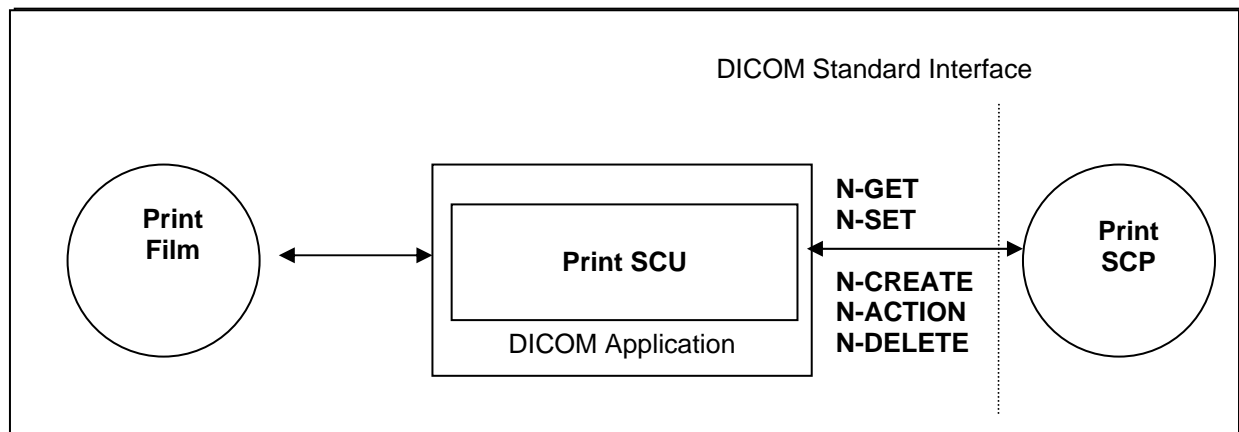 DICOM Standard Interface
Print
Film
Print SCU
DICOM Application
N-GET
N-SET
N-CREATE
N-ACTION
N-DELETE
Print
SCP